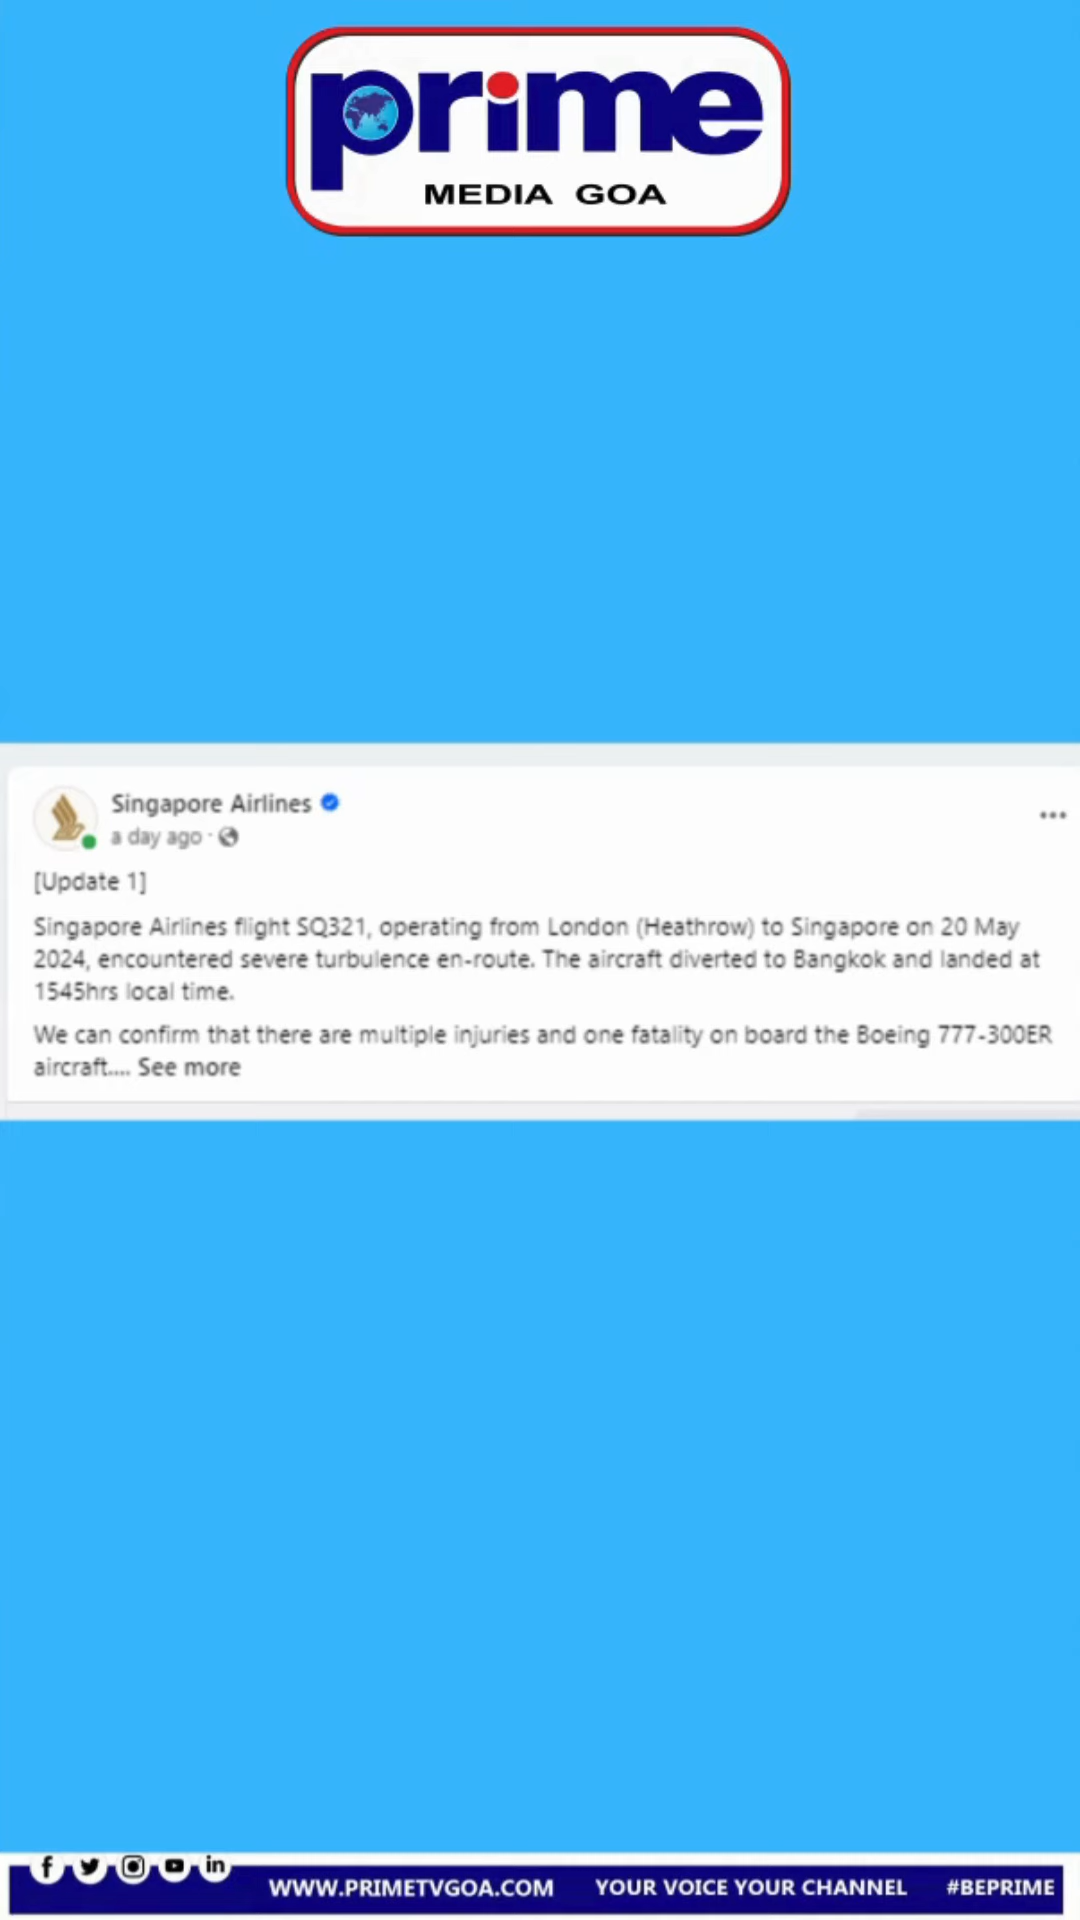 prime
MEDIA GOA
Singapore Airlines
a day ago ·
[Update 1]
Singapore Airlines flight SQ321, operating from London (Heathrow) to Singapore on 20 May
2024, encountered severe turbulence en-route. The aircraft diverted to Bangkok and landed at
1545hrs local time.
We can confirm that there are multiple injuries and one fatality on board the Boeing 777-300ER
aircraft.... See more
WWW.PRIMETVGOA.COM YOUR VOICE YOUR CHANNEL #BEPRIME